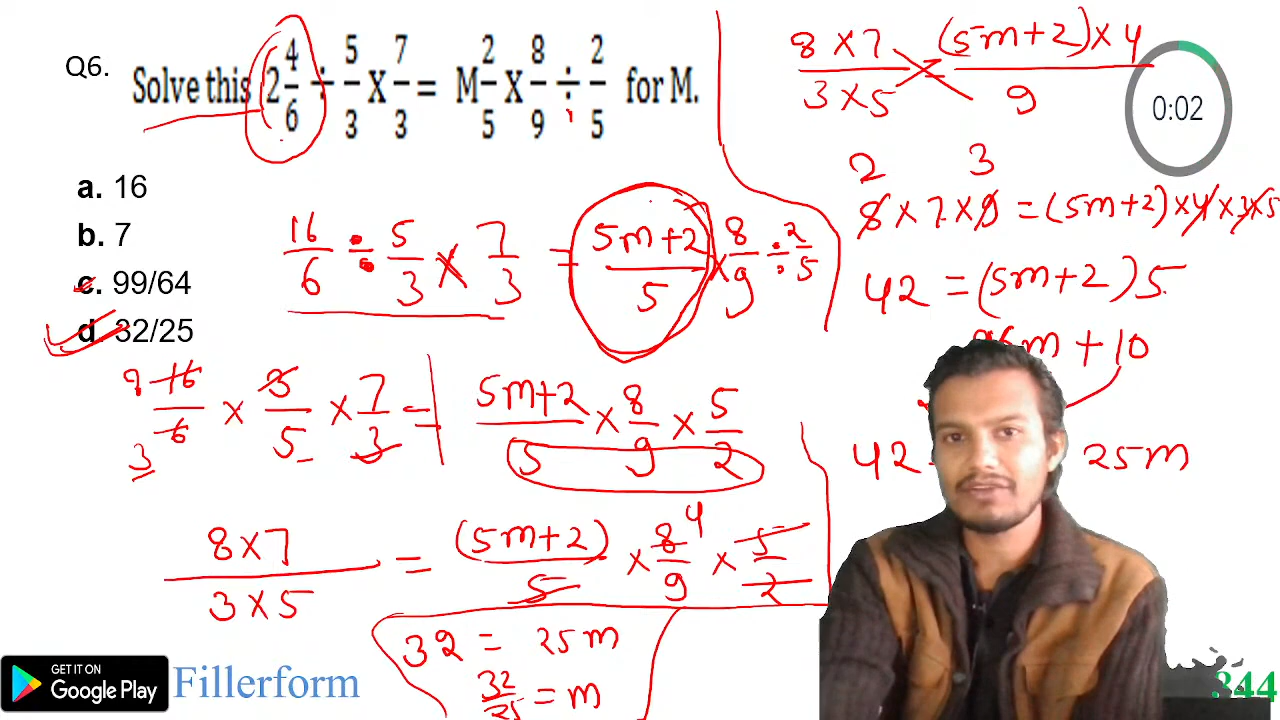 Q6. Solve this 2 4/6 ÷ 5/3 X 7/3 = M 2/5 X 8/9 ÷ 2/5 for M.
a. 16
b. 7
c. 99/64
d. 32/25
16/6 ÷ 5/3 × 7/3 = (5m+2)/5 × 8/9 ÷ 2/5
8 16/6 3 × 3/5 × 7/3 = 5m+2/5 × 8/9 × 5/2
8×7/3×5 = (5m+2)/5 × 8/9 4 × 5/2
32 = 25m
32/25 = m
8×7/3×5 = (5m+2)×4/9
0:02
2 3
8×7×9 = (5m+2)×4×3×5
42 = (5m+2)5
m + 10
42 25m
GET IT ON
Google Play
Fillerform
344